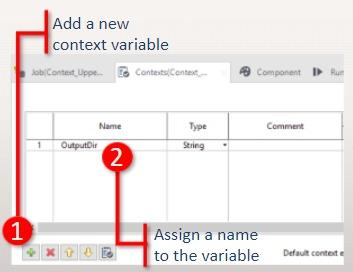 Add a new
context variable
Job(Context_Uppe...
Contexts(Context_...
Component
Run
Name
Type
Comment
1
OutputDir
String
2
1
Assign a name
to the variable
Default context e